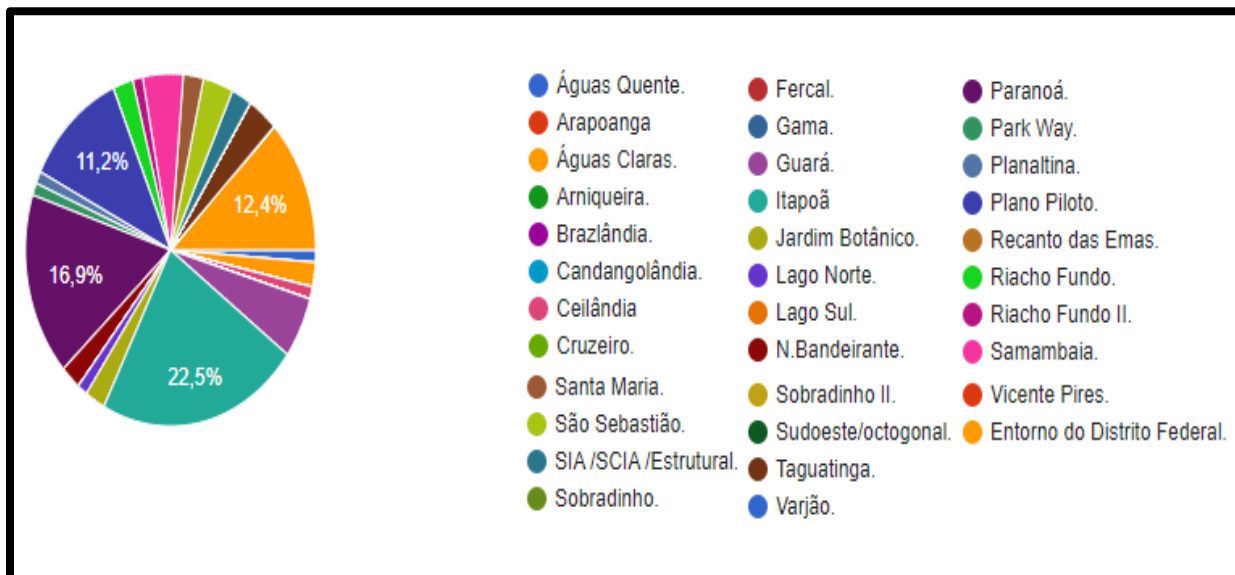 11,2%
12,4%
16,9%
22,5%
Águas Quente.
Arapoanga
Águas Claras.
Arniqueira.
Brazlândia.
Candangolândia.
Ceilândia
Cruzeiro.
Santa Maria.
São Sebastião.
SIA /SCIA /Estrutural.
Sobradinho.
Fercal.
Gama.
Guará.
Itapoã
Jardim Botânico.
Lago Norte.
Lago Sul.
N.Bandeirante.
Sobradinho II.
Sudoeste/octogonal.
Taguatinga.
Varjão.
Paranoá.
Park Way.
Planaltina.
Plano Piloto.
Recanto das Emas.
Riacho Fundo.
Riacho Fundo II.
Samambaia.
Vicente Pires.
Entorno do Distrito Federal.